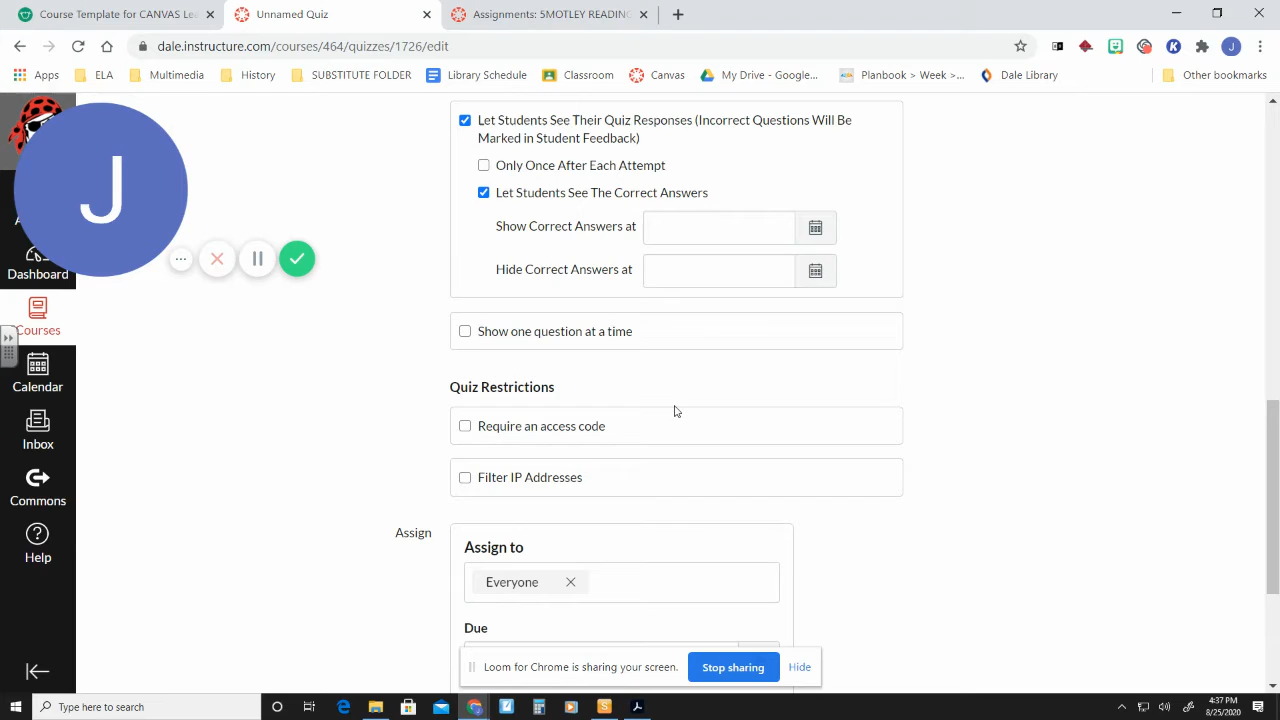 Course Template for CANVAS Lea
Unnamed Quiz
Assignments: SMOTLEY READING
dale.instructure.com/courses/464/quizzes/1726/edit
J
Apps
ELA
Multimedia
History
SUBSTITUTE FOLDER
Library Schedule
Classroom
Canvas
My Drive - Google...
Planbook > Week >...
Dale Library
Other bookmarks
J
Dashboard
Courses
Calendar
Inbox
Commons
Help
Let Students See Their Quiz Responses (Incorrect Questions Will Be
Marked in Student Feedback)
Only Once After Each Attempt
Let Students See The Correct Answers
Show Correct Answers at
Hide Correct Answers at
Show one question at a time
Quiz Restrictions
Require an access code
Filter IP Addresses
Assign
Assign to
Everyone
Due
Loom for Chrome is sharing your screen.
Stop sharing
Hide
Type here to search
4:37 PM
8/25/2020